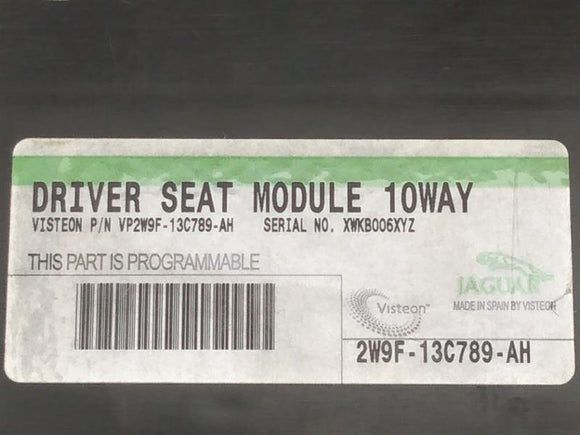 DRIVER SEAT MODULE 10WAY
VISTEON P/N VP2W9F-13C789-AH SERIAL NO. XWKB006XYZ
THIS PART IS PROGRAMMABLE
JAGUAR
Visteon™
MADE IN SPAIN BY VISTEON
2W9F-13C789-AH